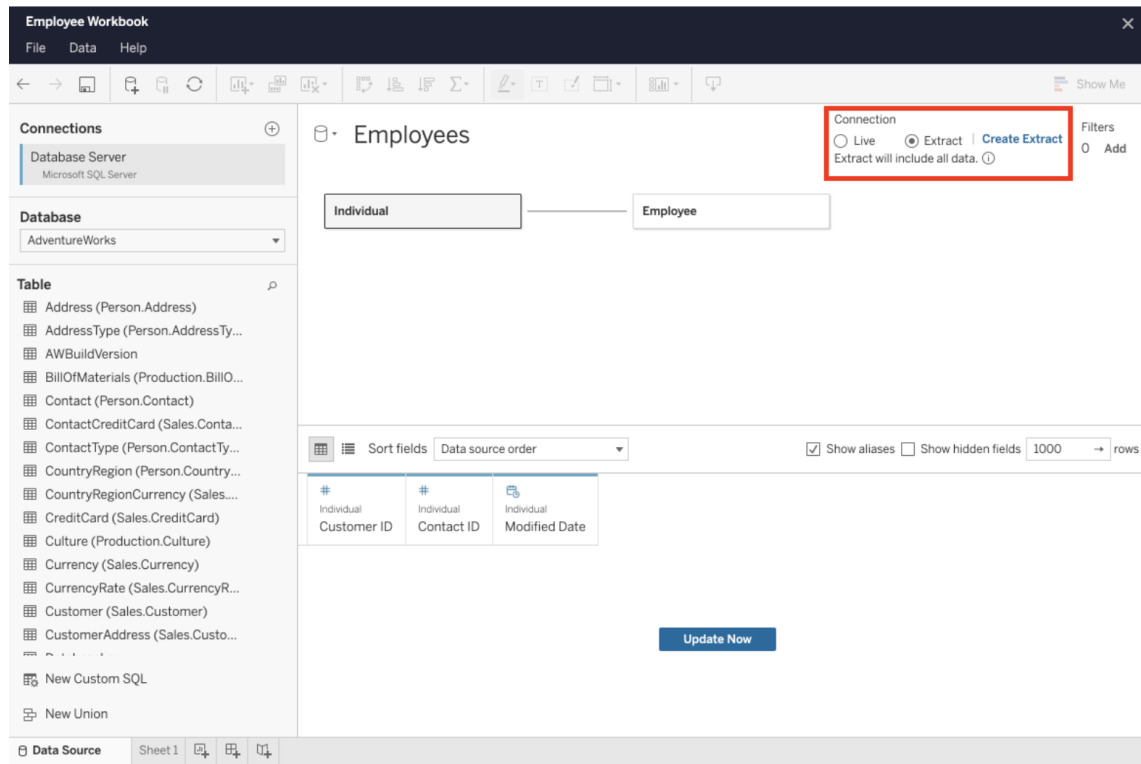 Employee Workbook
File Data Help
Show Me
Connections
Database Server
Microsoft SQL Server
Database
AdventureWorks
Table
Address (Person.Address)
AddressType (Person.AddressTy...
AWBuildVersion
BillOfMaterials (Production.BillO...
Contact (Person.Contact)
ContactCreditCard (Sales.Conta...
ContactType (Person.ContactTy...
CountryRegion (Person.Country...
CountryRegionCurrency (Sales....
CreditCard (Sales.CreditCard)
Culture (Production.Culture)
Currency (Sales.Currency)
CurrencyRate (Sales.CurrencyR...
Customer (Sales.Customer)
CustomerAddress (Sales.Custo...
New Custom SQL
New Union
Employees
Connection
Live Extract | Create Extract
Extract will include all data.
Filters
0 Add
Individual Employee
Sort fields Data source order Show aliases Show hidden fields 1000 → rows
# # 
Individual Individual Individual
Customer ID Contact ID Modified Date
Update Now
Data Source Sheet 1